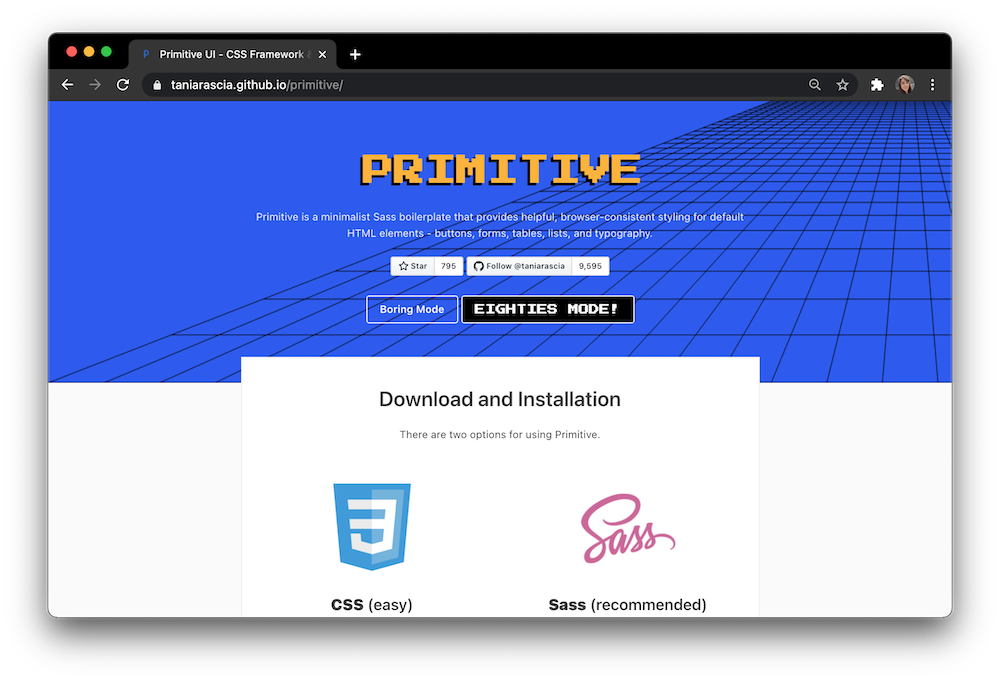 P Primitive UI - CSS Framework
taniarascia.github.io/primitive/
PRIMITIVE
Primitive is a minimalist Sass boilerplate that provides helpful, browser-consistent styling for default
HTML elements - buttons, forms, tables, lists, and typography.
Star 795 Follow @taniarascia 9,595
Boring Mode EIGHTIES MODE!
Download and Installation
There are two options for using Primitive.
Sass
CSS (easy) Sass (recommended)